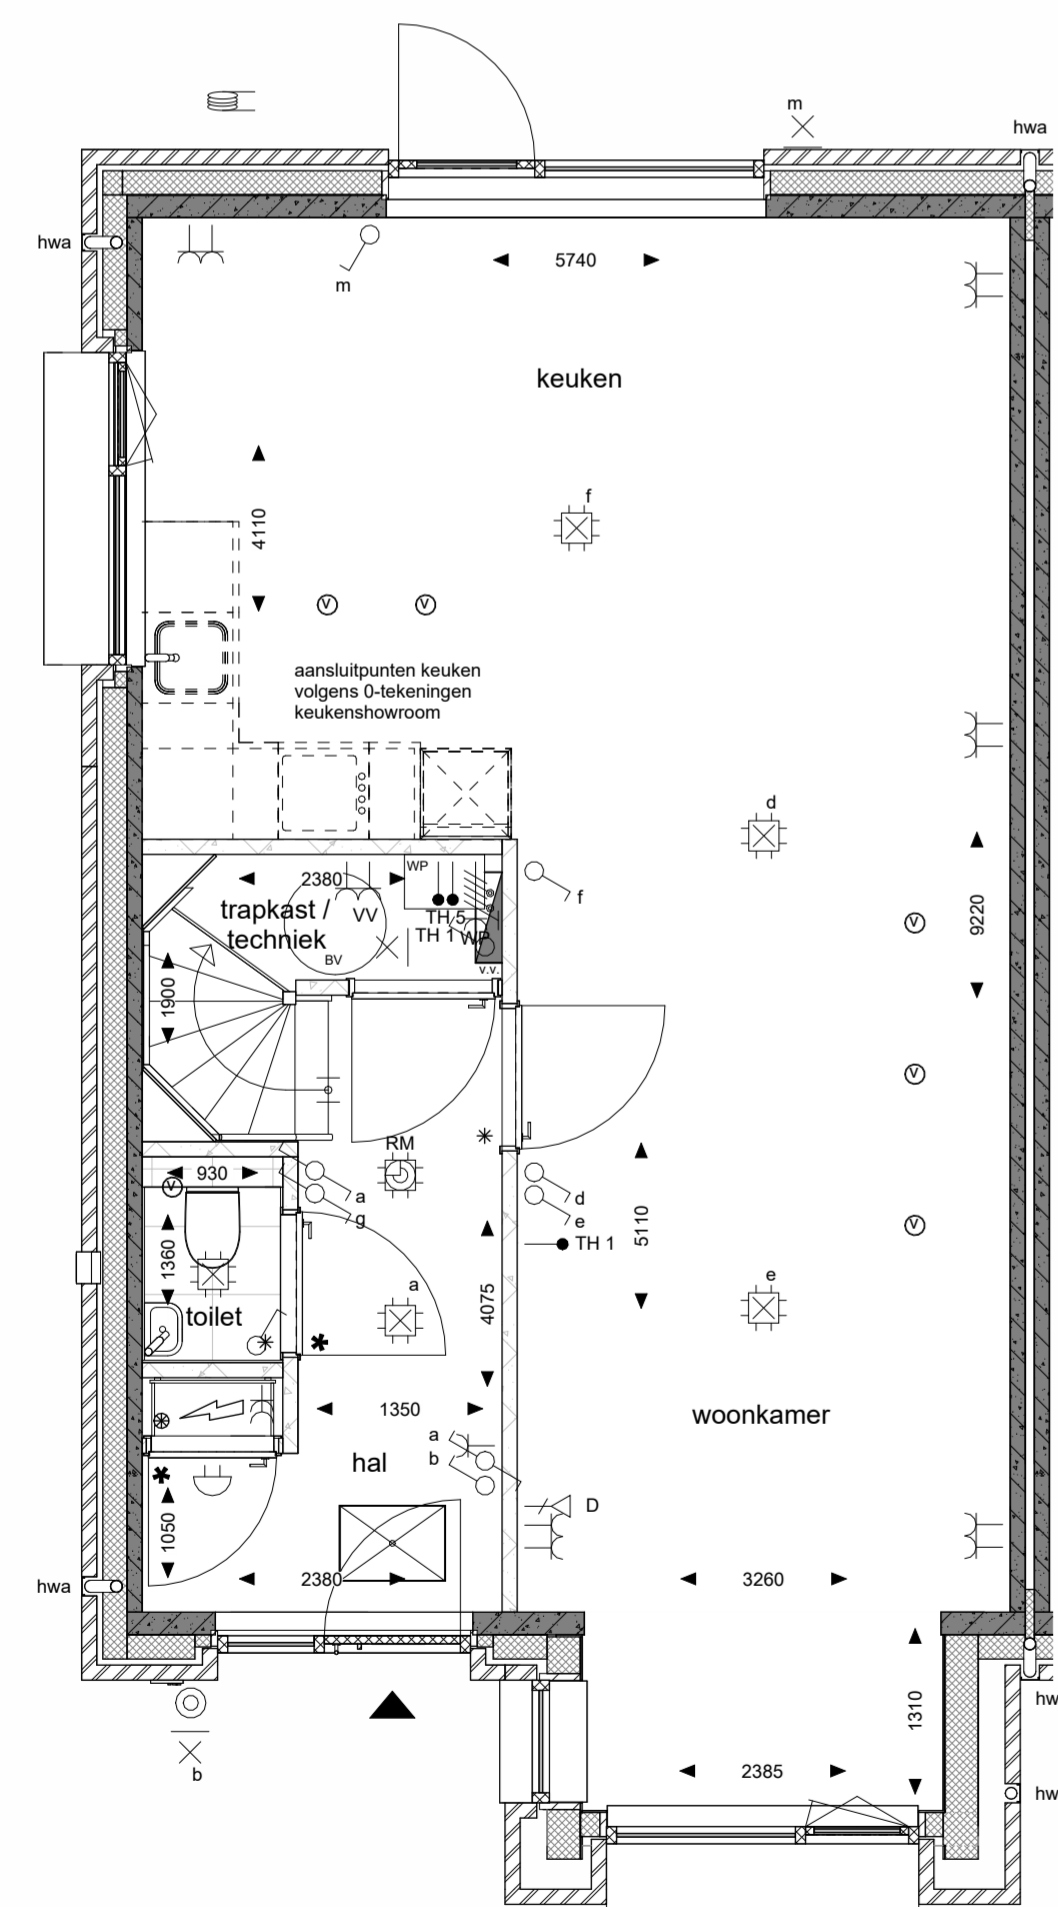 m
hwa
hwa
m
5740
keuken
f
4110
V
V
aansluitpunten keuken
volgens 0-tekeningen
keukenshowroom
d
WP
2380
f
trapkast /
techniek
VV
TH 5
TH 1
WP
BV
v.v.
V
9220
1900
V
RM
930
V
a
g
d
e
TH 1
5110
V
1360
a
4075
e
toilet
1350
woonkamer
a
b
hal
D
1050
hwa
2380
3260
1310
hw
2385
b
hw